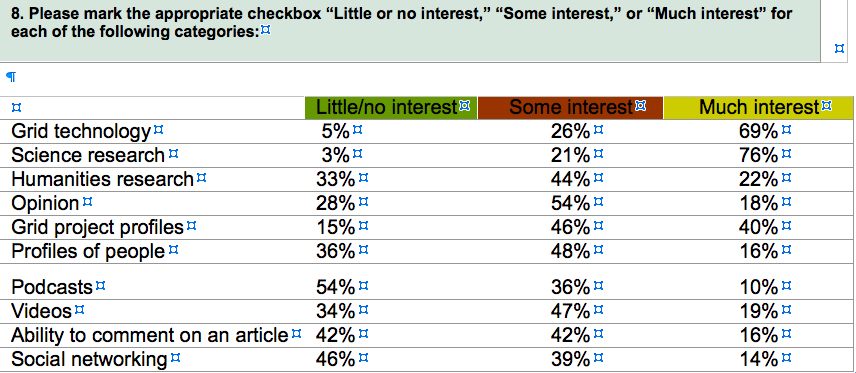 8. Please mark the appropriate checkbox “Little or no interest,” “Some interest,” or “Much interest” for
each of the following categories:¤
¤
¶
¤ Little/no interest¤ Some interest¤ Much interest¤
Grid technology¤ 5%¤ 26%¤ 69%¤
Science research¤ 3%¤ 21%¤ 76%¤
Humanities research¤ 33%¤ 44%¤ 22%¤
Opinion¤ 28%¤ 54%¤ 18%¤
Grid project profiles¤ 15%¤ 46%¤ 40%¤
Profiles of people¤ 36%¤ 48%¤ 16%¤
Podcasts¤ 54%¤ 36%¤ 10%¤
Videos¤ 34%¤ 47%¤ 19%¤
Ability to comment on an article¤ 42%¤ 42%¤ 16%¤
Social networking¤ 46%¤ 39%¤ 14%¤